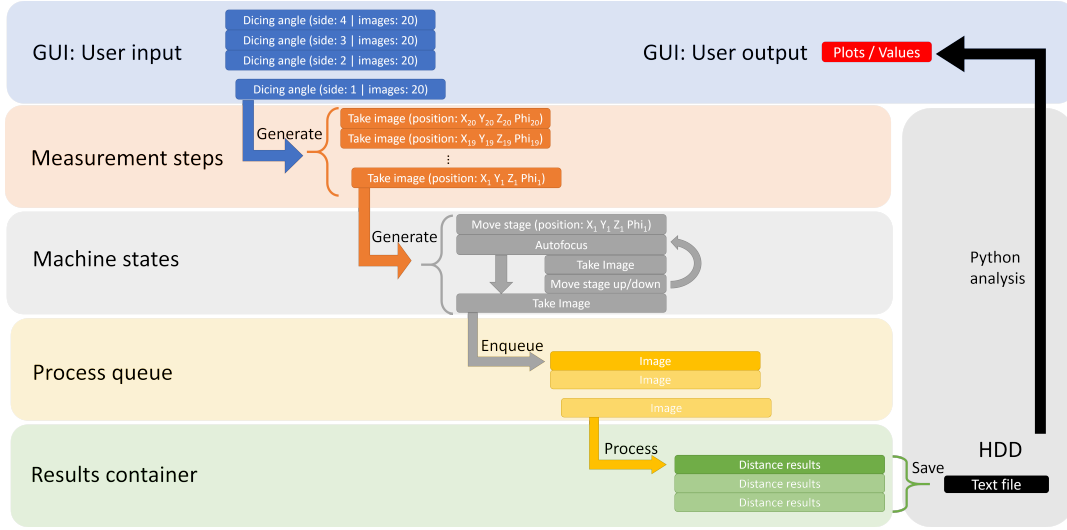 GUI: User input
Dicing angle (side: 4 | images: 20)
Dicing angle (side: 3 | images: 20)
Dicing angle (side: 2 | images: 20)
Dicing angle (side: 1 | images: 20)
GUI: User output
Plots / Values
Measurement steps
Generate
Take image (position: X₂₀ Y₂₀ Z₂₀ Phi₂₀)
Take image (position: X₁₉ Y₁₉ Z₁₉ Phi₁₉)
...
Take image (position: X₁ Y₁ Z₁ Phi₁)
Machine states
Generate
Move stage (position: X₁ Y₁ Z₁ Phi₁)
Autofocus
Take Image
Move stage up/down
Take Image
Python
analysis
Process queue
Enqueue
Image
Image
Image
Results container
Process
Distance results
Distance results
Distance results
Save
HDD
Text file